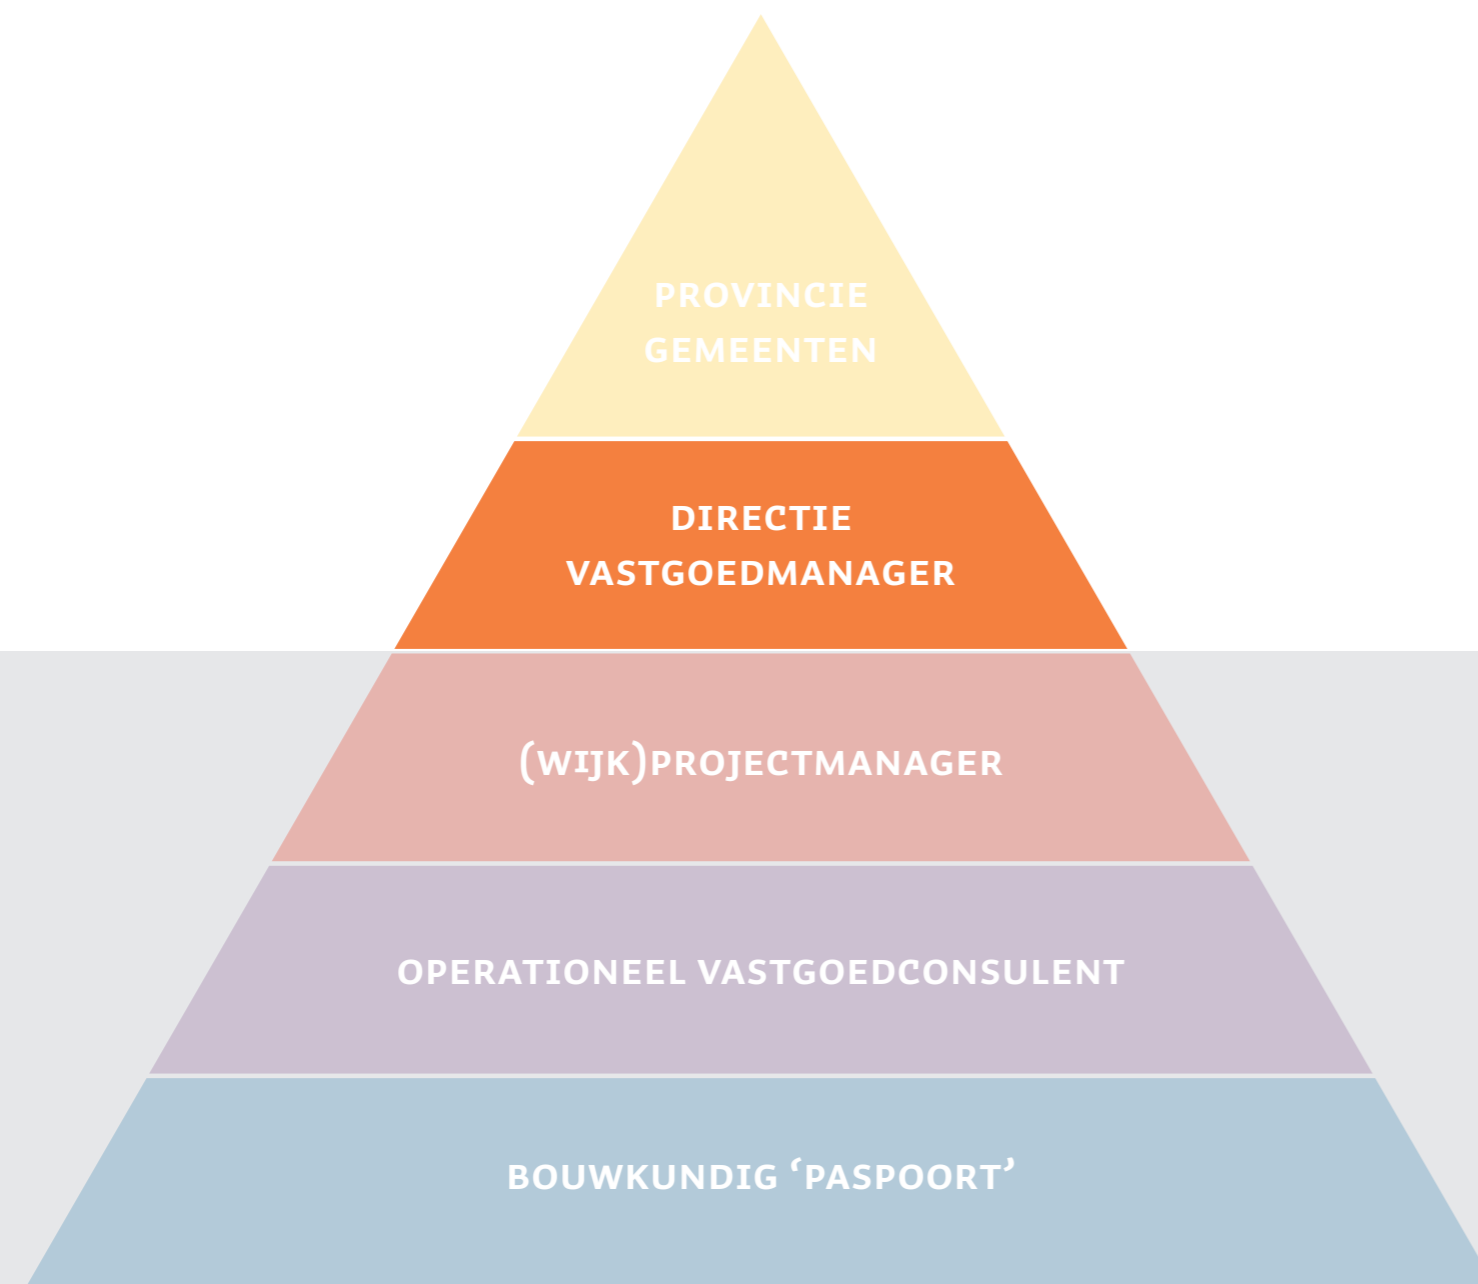 PROVINCIE
GEMEENTEN
DIRECTIE
VASTGOEDMANAGER
(WIJK)PROJECTMANAGER
OPERATIONEEL VASTGOEDCONSULENT
BOUWKUNDIG ‘PASPOORT’